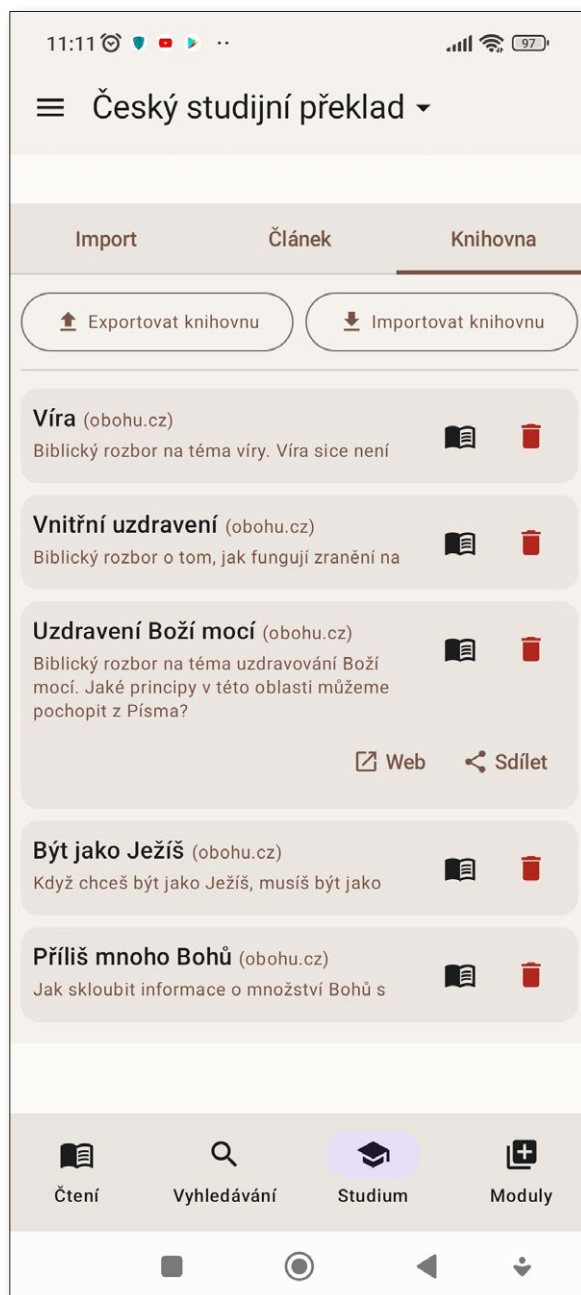 11:11
97
Český studijní překlad
Import Článek Knihovna
Exportovat knihovnu Importovat knihovnu
Víra (obohu.cz)
Biblický rozbor na téma víry. Víra sice není
Vnitřní uzdravení (obohu.cz)
Biblický rozbor o tom, jak fungují zranění na
Uzdravení Boží mocí (obohu.cz)
Biblický rozbor na téma uzdravování Boží
mocí. Jaké principy v této oblasti můžeme
pochopit z Písma?
Web Sdílet
Být jako Ježíš (obohu.cz)
Když chceš být jako Ježíš, musíš být jako
Příliš mnoho Bohů (obohu.cz)
Jak skloubit informace o množství Bohů s
Čtení Vyhledávání Studium Moduly